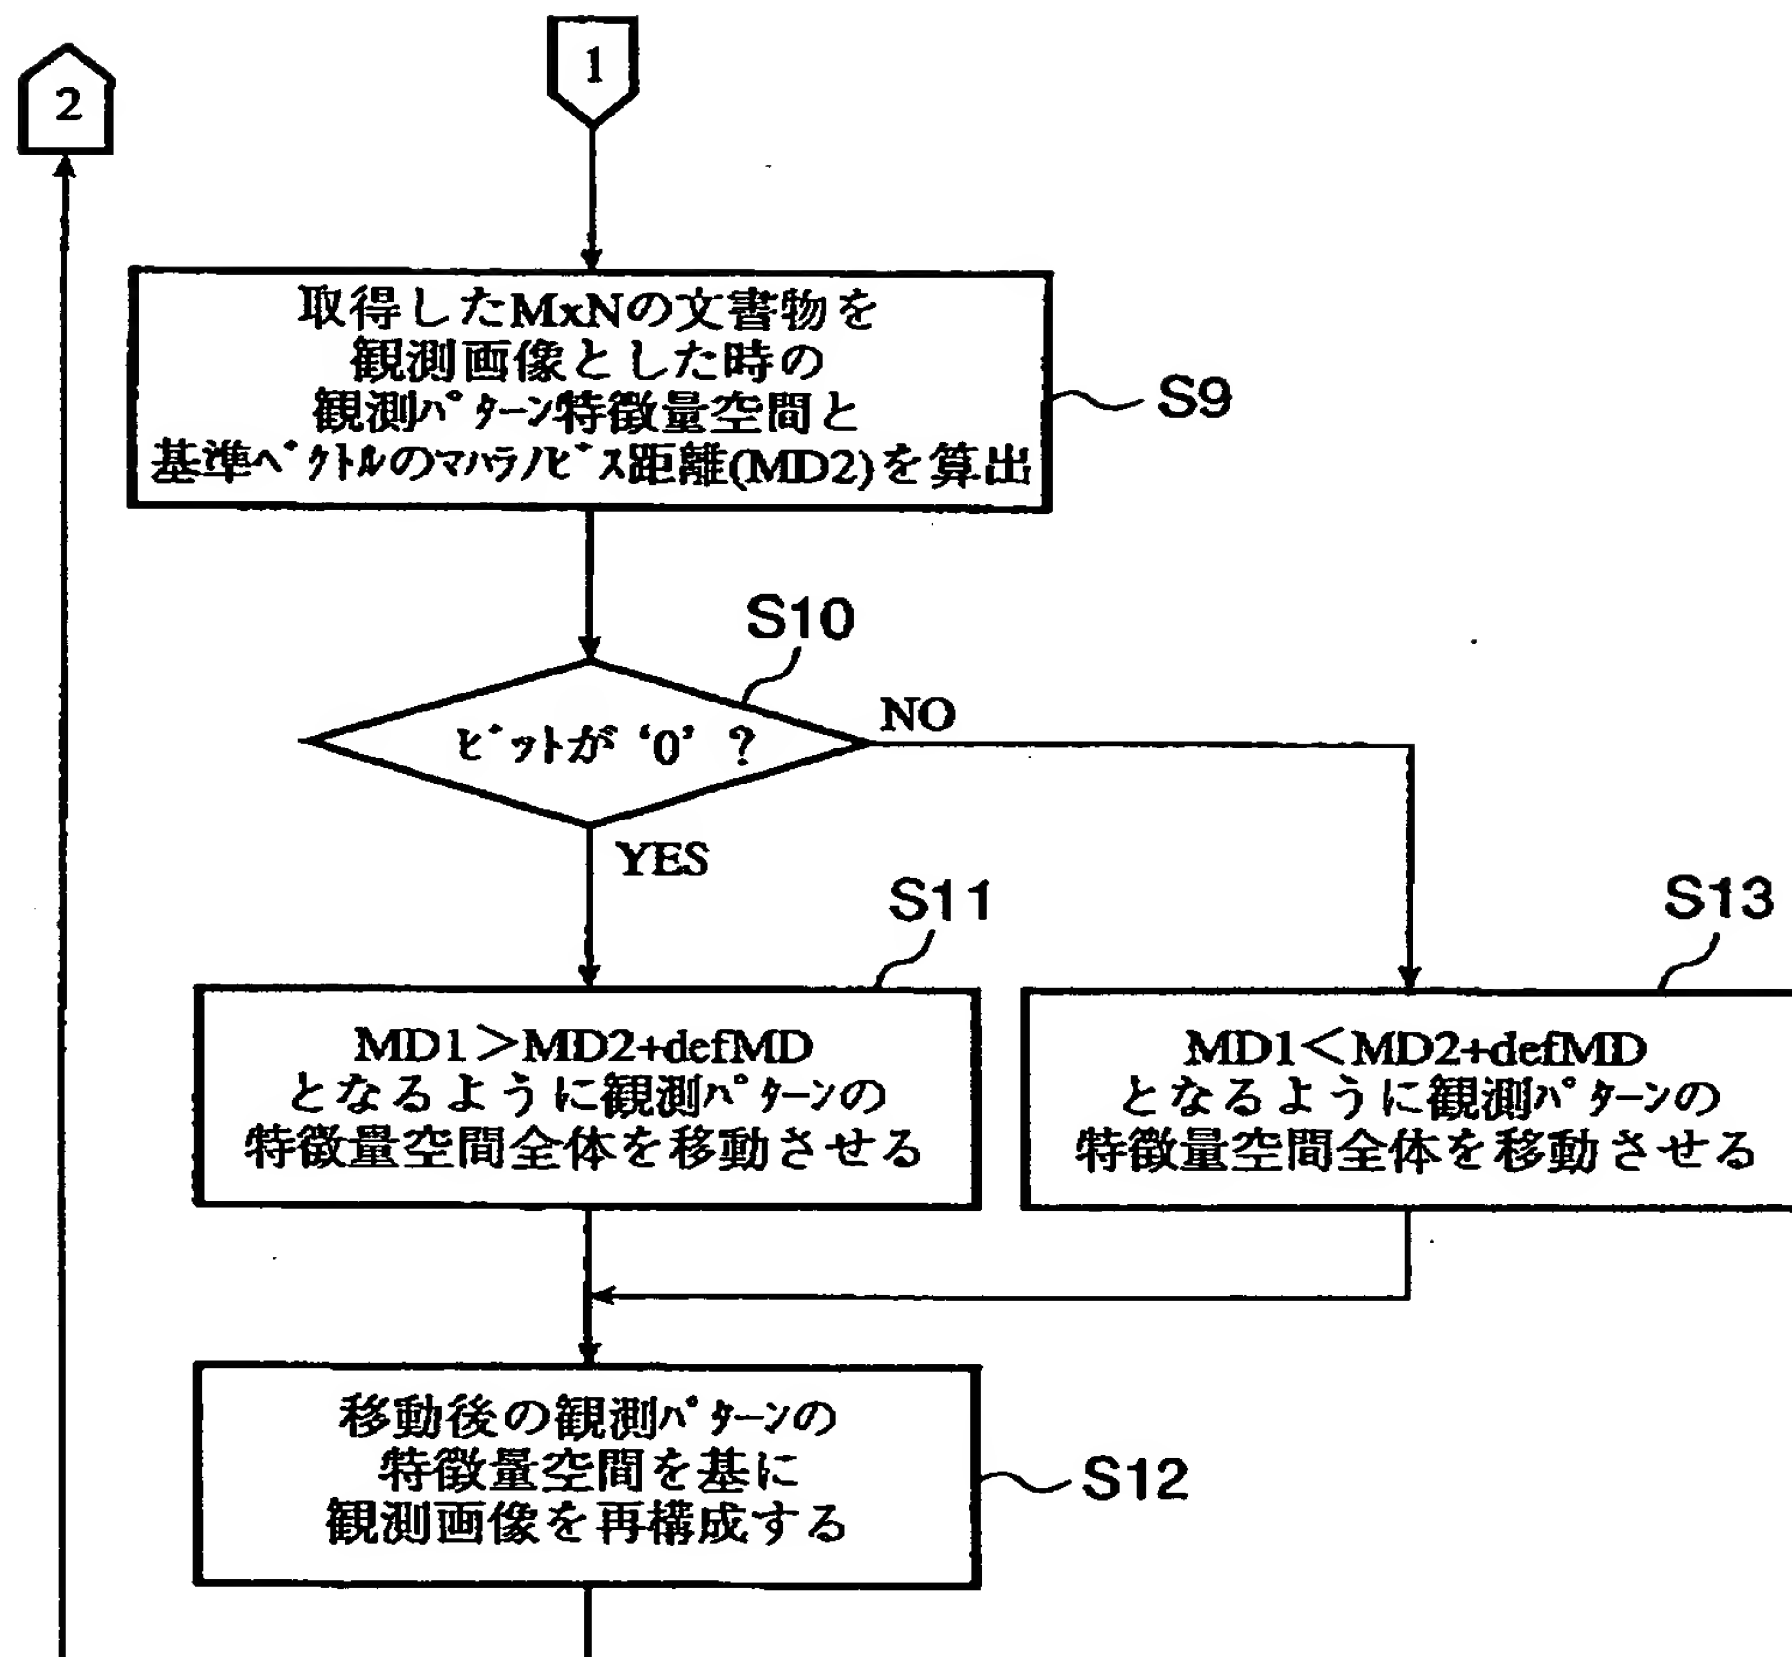 1
2
取得したMxNの文書物を
観測画像とした時の
観測ﾊﾟﾀｰﾝ特徴量空間と
基準ﾍﾞｸﾄﾙのﾏﾊﾗﾉﾋﾞｽ距離(MD2)を算出
S9
S10
ﾋﾞｯﾄが‘0’？
NO
YES
S11
S13
MD1＞MD2+defMD
となるように観測ﾊﾟﾀｰﾝの
特徴量空間全体を移動させる
MD1＜MD2+defMD
となるように観測ﾊﾟﾀｰﾝの
特徴量空間全体を移動させる
移動後の観測ﾊﾟﾀｰﾝの
特徴量空間を基に
観測画像を再構成する
S12